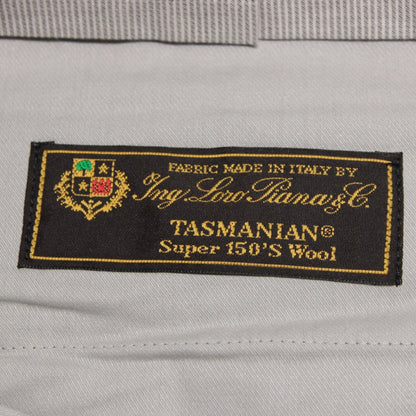 FABRIC MADE IN ITALY BY
Ing. Loro Piana & C.
TASMANIAN®
Super 150'S Wool